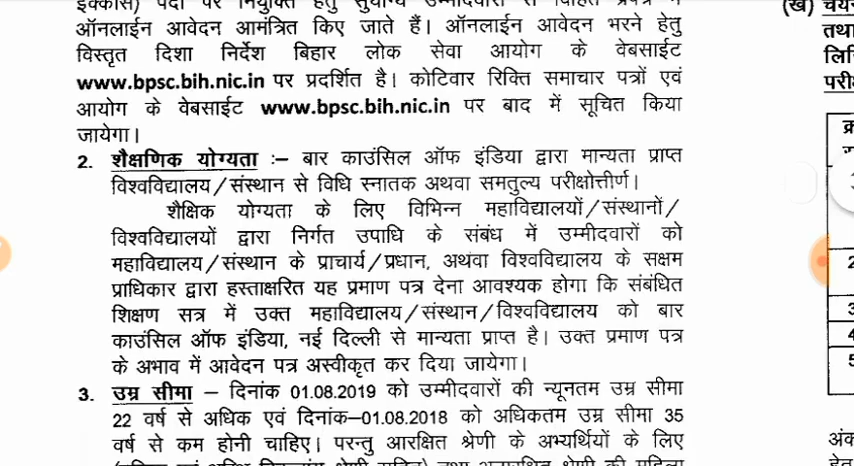 इक्कीस) पदों पर नियुक्ति हेतु सुयोग्य उम्मीदवारों से विहित प्रपत्र में
ऑनलाईन आवेदन आमंत्रित किए जाते हैं। ऑनलाईन आवेदन भरने हेतु
विस्तृत दिशा निर्देश बिहार लोक सेवा आयोग के वेबसाईट
www.bpsc.bih.nic.in पर प्रदर्शित है। कोटिवार रिक्ति समाचार पत्रों एवं
आयोग के वेबसाईट www.bpsc.bih.nic.in पर बाद में सूचित किया
जायेगा।
2. शैक्षणिक योग्यता :– बार काउंसिल ऑफ इंडिया द्वारा मान्यता प्राप्त
विश्वविद्यालय/संस्थान से विधि स्नातक अथवा समतुल्य परीक्षोत्तीर्ण।
शैक्षिक योग्यता के लिए विभिन्न महाविद्यालयों/संस्थानों/
विश्वविद्यालयों द्वारा निर्गत उपाधि के संबंध में उम्मीदवारों को
महाविद्यालय/संस्थान के प्राचार्य/प्रधान, अथवा विश्वविद्यालय के सक्षम
प्राधिकार द्वारा हस्ताक्षरित यह प्रमाण पत्र देना आवश्यक होगा कि संबंधित
शिक्षण सत्र में उक्त महाविद्यालय/संस्थान/विश्वविद्यालय को बार
काउंसिल ऑफ इंडिया, नई दिल्ली से मान्यता प्राप्त है। उक्त प्रमाण पत्र
के अभाव में आवेदन पत्र अस्वीकृत कर दिया जायेगा।
3. उम्र सीमा – दिनांक 01.08.2019 को उम्मीदवारों की न्यूनतम उम्र सीमा
22 वर्ष से अधिक एवं दिनांक–01.08.2018 को अधिकतम उम्र सीमा 35
वर्ष से कम होनी चाहिए। परन्तु आरक्षित श्रेणी के अभ्यर्थियों के लिए
(ख)
तथा
2
3
4
5